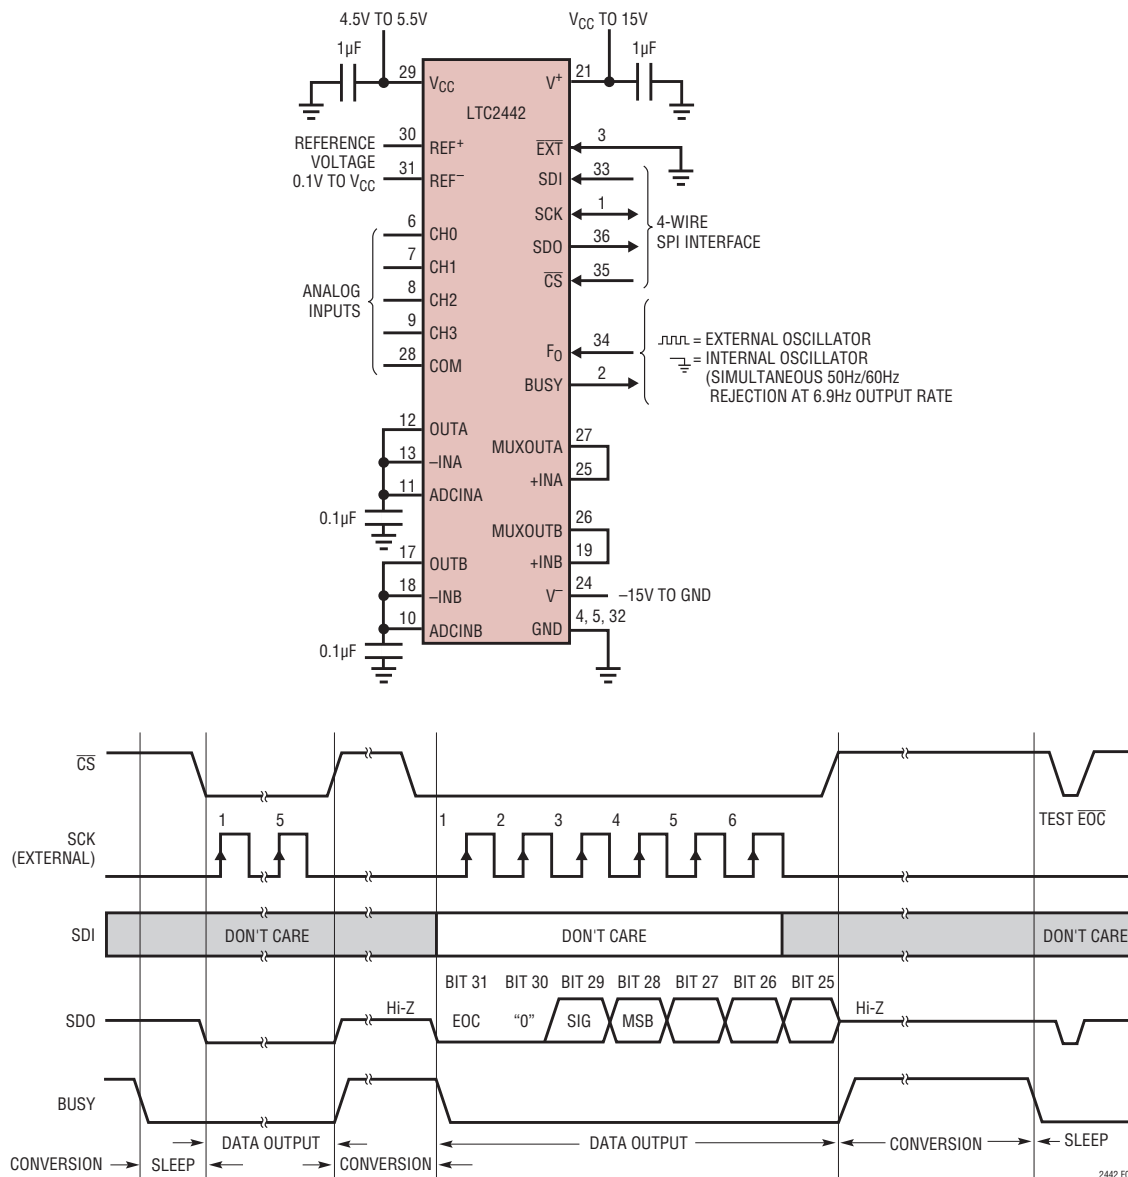 4.5V TO 5.5V
VCC TO 15V
1µF
1µF
29
VCC
V+
21
LTC2442
REFERENCE
VOLTAGE
0.1V TO VCC
30
REF+
31
REF–
EXT
3
SDI
33
SCK
1
SDO
36
CS
35
4-WIRE
SPI INTERFACE
ANALOG
INPUTS
6
CH0
7
CH1
8
CH2
9
CH3
28
COM
FO
34
BUSY
2
= EXTERNAL OSCILLATOR
= INTERNAL OSCILLATOR
(SIMULTANEOUS 50Hz/60Hz
REJECTION AT 6.9Hz OUTPUT RATE
12
OUTA
13
–INA
11
ADCINA
0.1µF
MUXOUTA
27
+INA
25
MUXOUTB
26
+INB
19
17
OUTB
18
–INB
10
ADCINB
0.1µF
V–
24
–15V TO GND
GND
4, 5, 32
CS
TEST EOC
SCK
(EXTERNAL)
1 5 1 2 3 4 5 6
SDI
DON'T CARE DON'T CARE DON'T CARE
BIT 31 BIT 30 BIT 29 BIT 28 BIT 27 BIT 26 BIT 25
SDO
Hi-Z EOC "0" SIG MSB Hi-Z
BUSY
DATA OUTPUT DATA OUTPUT CONVERSION SLEEP
CONVERSION SLEEP CONVERSION